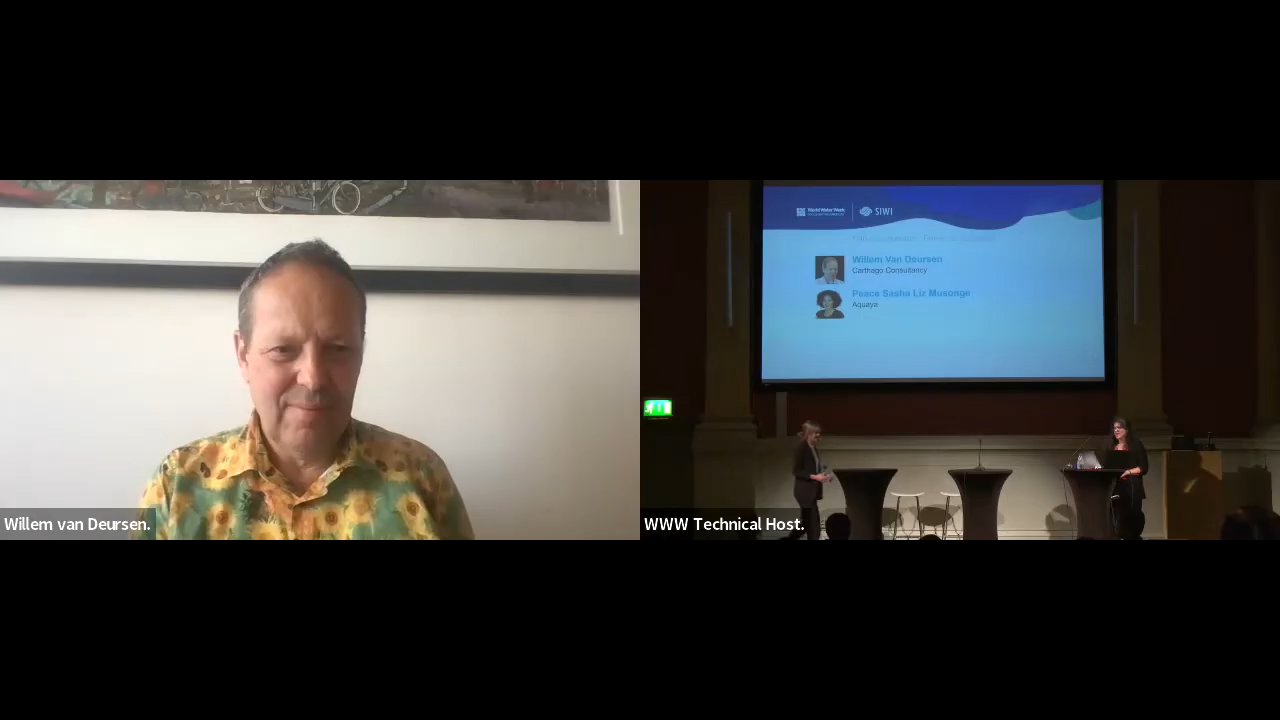 World Water Week
SIWI
Willem Van Deursen
Carthago Consultancy
Peace Sasha Liz Musonge
Aquaya
Willem van Deursen.
WWW Technical Host.